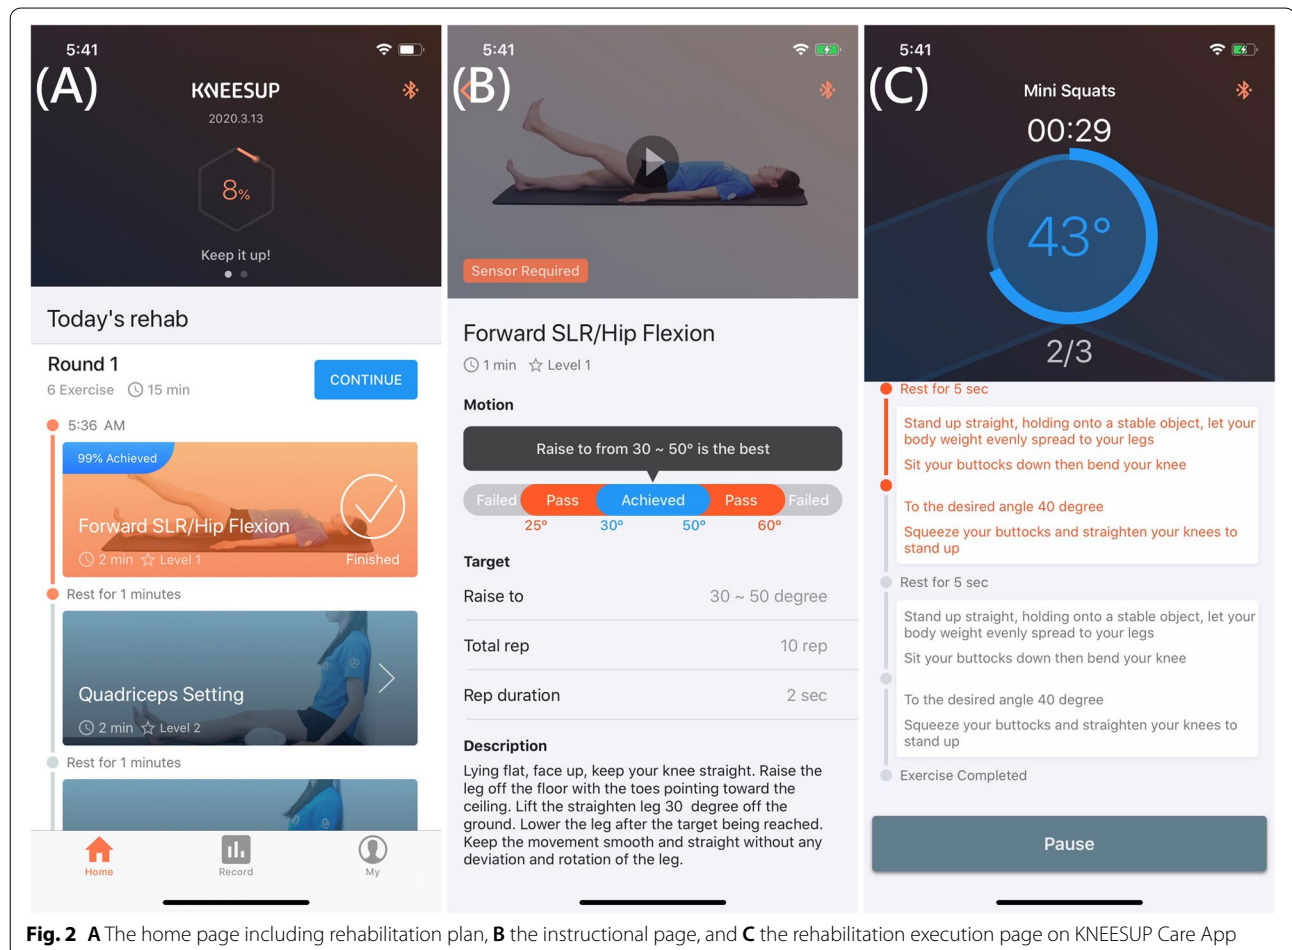 5:41
(A)
KNEESUP
2020.3.13
8%
Keep it up!
Today's rehab
Round 1
6 Exercise 15 min
CONTINUE
5:36 AM
99% Achieved
Forward SLR/Hip Flexion
2 min Level 1
Finished
Rest for 1 minutes
Quadriceps Setting
2 min Level 2
Rest for 1 minutes
Home Record My
5:41
(B)
Sensor Required
Forward SLR/Hip Flexion
1 min Level 1
Motion
Raise to from 30 ~ 50° is the best
Failed Pass Achieved Pass Failed
25° 30° 50° 60°
Target
Raise to 30 ~ 50 degree
Total rep 10 rep
Rep duration 2 sec
Description
Lying flat, face up, keep your knee straight. Raise the
leg off the floor with the toes pointing toward the
ceiling. Lift the straighten leg 30 degree off the
ground. Lower the leg after the target being reached.
Keep the movement smooth and straight without any
deviation and rotation of the leg.
5:41
(C)
Mini Squats
00:29
43°
2/3
Rest for 5 sec
Stand up straight, holding onto a stable object, let your
body weight evenly spread to your legs
Sit your buttocks down then bend your knee
To the desired angle 40 degree
Squeeze your buttocks and straighten your knees to
stand up
Rest for 5 sec
Stand up straight, holding onto a stable object, let your
body weight evenly spread to your legs
Sit your buttocks down then bend your knee
To the desired angle 40 degree
Squeeze your buttocks and straighten your knees to
stand up
Exercise Completed
Pause
Fig. 2 A The home page including rehabilitation plan, B the instructional page, and C the rehabilitation execution page on KNEESUP Care App